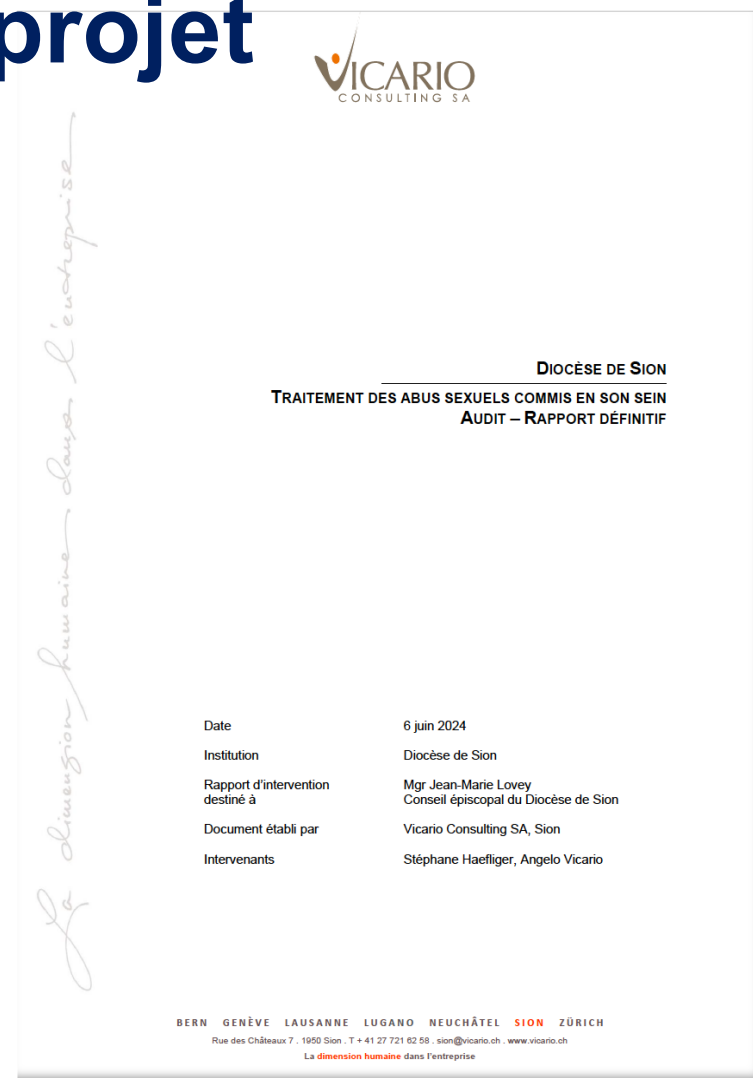 projet
VICARIO
CONSULTING SA
La dimension humaine dans l'entreprise
DIOCÈSE DE SION
TRAITEMENT DES ABUS SEXUELS COMMIS EN SON SEIN
AUDIT – RAPPORT DÉFINITIF
Date 6 juin 2024
Institution Diocèse de Sion
Rapport d'intervention Mgr Jean-Marie Lovey
destiné à Conseil épiscopal du Diocèse de Sion
Document établi par Vicario Consulting SA, Sion
Intervenants Stéphane Haefliger, Angelo Vicario
BERN GENÈVE LAUSANNE LUGANO NEUCHÂTEL SION ZÜRICH
Rue des Châteaux 7 . 1950 Sion . T + 41 27 721 62 58 . sion@vicario.ch . www.vicario.ch
La dimension humaine dans l'entreprise